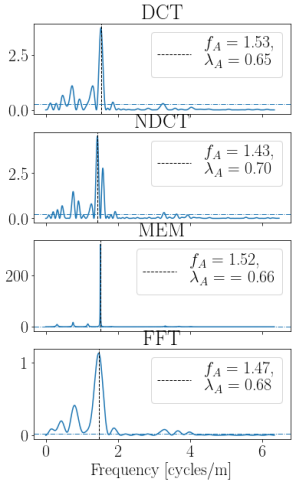 DCT
2.5
0.0
f_A = 1.53,
λ_A = 0.65
NDCT
2.5
0.0
f_A = 1.43,
λ_A = 0.70
MEM
200
0
f_A = 1.52,
λ_A = = 0.66
FFT
1
0
f_A = 1.47,
λ_A = 0.68
0 2 4 6
Frequency [cycles/m]